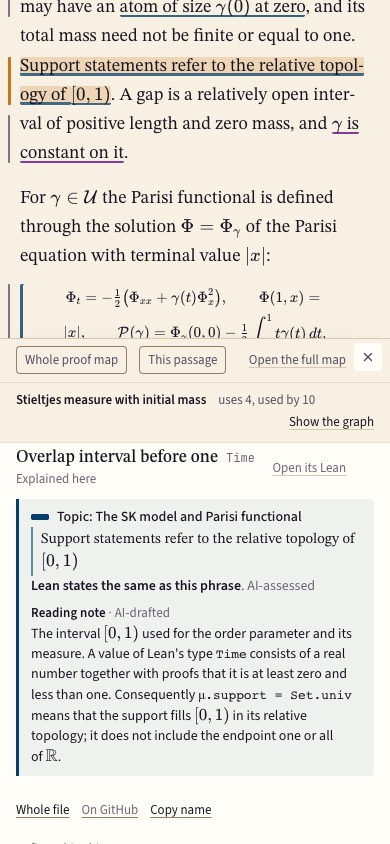 may have an atom of size γ(0) at zero, and its
total mass need not be finite or equal to one.
Support statements refer to the relative topol-
ogy of [0, 1). A gap is a relatively open inter-
val of positive length and zero mass, and γ is
constant on it.
For γ ∈ 𝒰 the Parisi functional is defined
through the solution Φ = Φ_γ of the Parisi
equation with terminal value |x|:
Φ_t = −½(Φ_xx + γ(t)Φ_x²), Φ(1, x) =
|x|, 𝒫(γ) = Φ_γ(0, 0) − ½ ∫¹ tγ(t) dt.
Whole proof map This passage Open the full map ×
Stieltjes measure with initial mass uses 4, used by 10
Show the graph
Overlap interval before one Time Open its Lean
Explained here
Topic: The SK model and Parisi functional
Support statements refer to the relative topology of
[0, 1)
Lean states the same as this phrase. AI-assessed
Reading note · AI-drafted
The interval [0, 1) used for the order parameter and its
measure. A value of Lean's type Time consists of a real
number together with proofs that it is at least zero and
less than one. Consequently μ.support = Set.univ
means that the support fills [0, 1) in its relative
topology; it does not include the endpoint one or all
of ℝ.
Whole file On GitHub Copy name